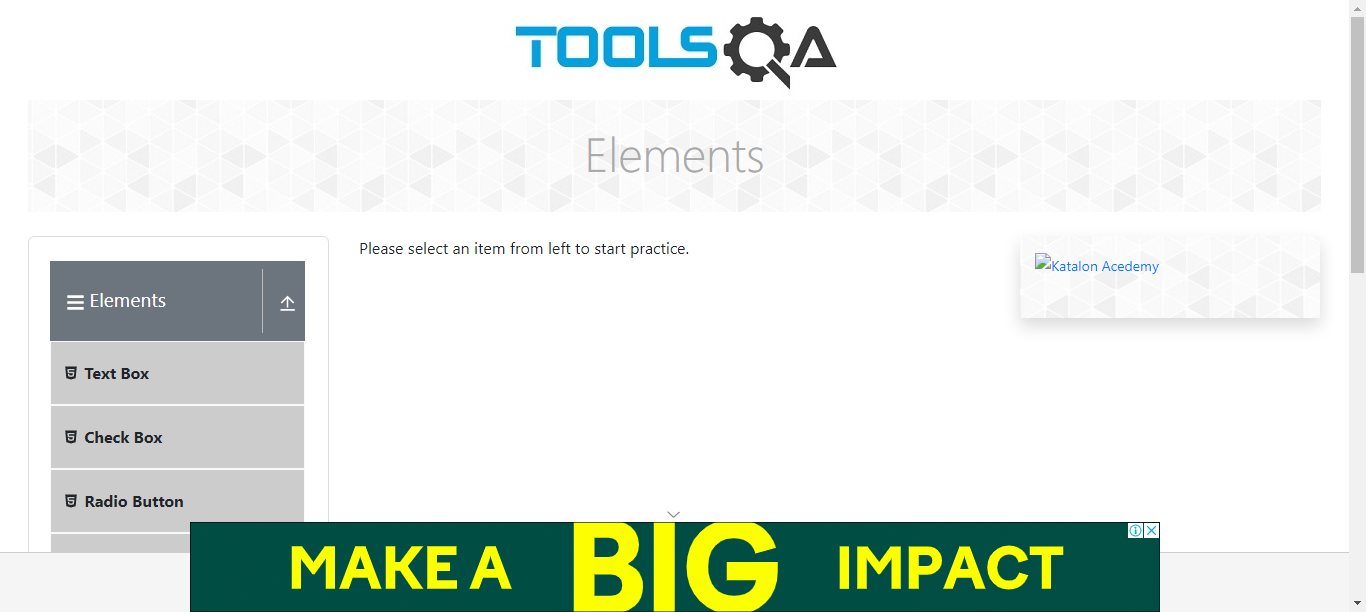 TOOLSQA
Elements
Elements
Text Box
Check Box
Radio Button
Please select an item from left to start practice.
Katalon Acedemy
MAKE A BIG IMPACT